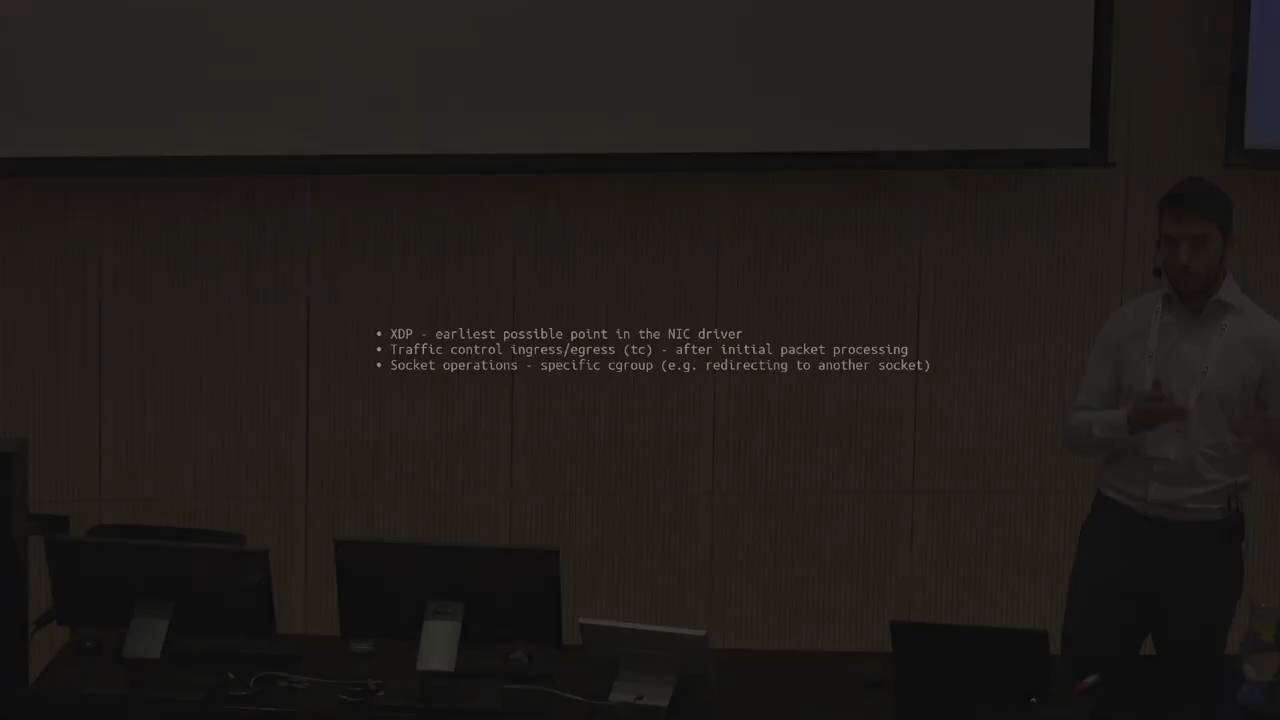 • XDP - earliest possible point in the NIC driver
• Traffic control ingress/egress (tc) - after initial packet processing
• Socket operations - specific cgroup (e.g. redirecting to another socket)